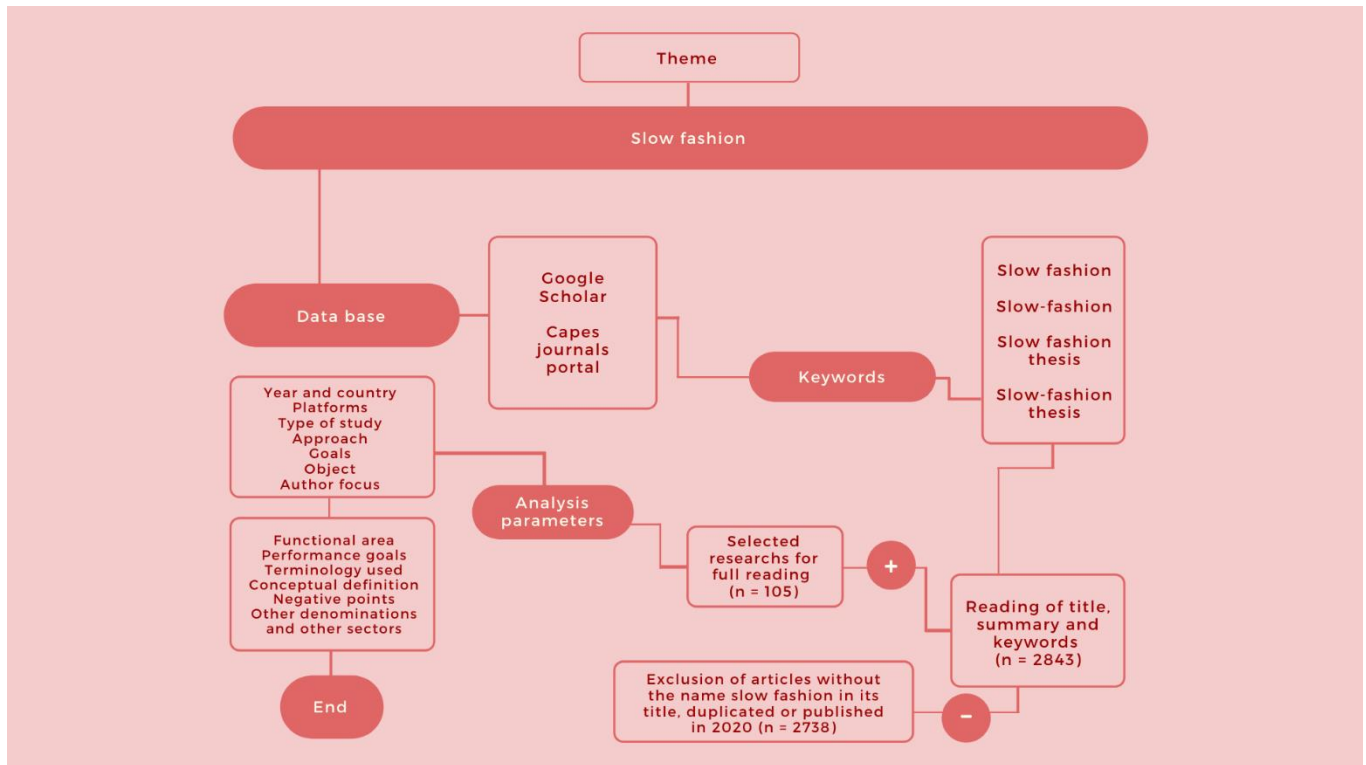 Theme
Slow fashion
Data base
Google
Scholar
Capes
journals
portal
Keywords
Slow fashion
Slow-fashion
Slow fashion
thesis
Slow-fashion
thesis
Reading of title,
summary and
keywords
(n = 2843)
+
Selected
researchs for
full reading
(n = 105)
−
Exclusion of articles without
the name slow fashion in its
title, duplicated or published
in 2020 (n = 2738)
Analysis
parameters
Year and country
Platforms
Type of study
Approach
Goals
Object
Author focus
Functional area
Performance goals
Terminology used
Conceptual definition
Negative points
Other denominations
and other sectors
End